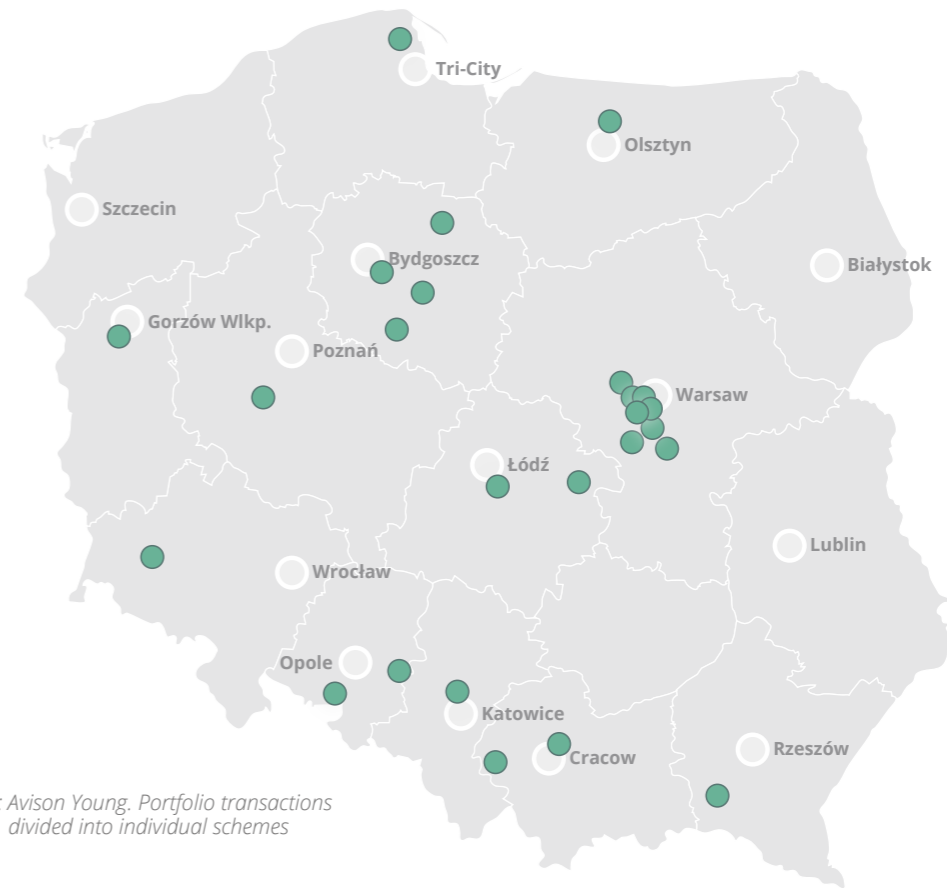 Tri-City
Olsztyn
Szczecin
Bydgoszcz
Białystok
Gorzów Wlkp.
Poznań
Warsaw
Łódź
Lublin
Wrocław
Opole
Katowice
Rzeszów
Cracow
: Avison Young. Portfolio transactions
divided into individual schemes